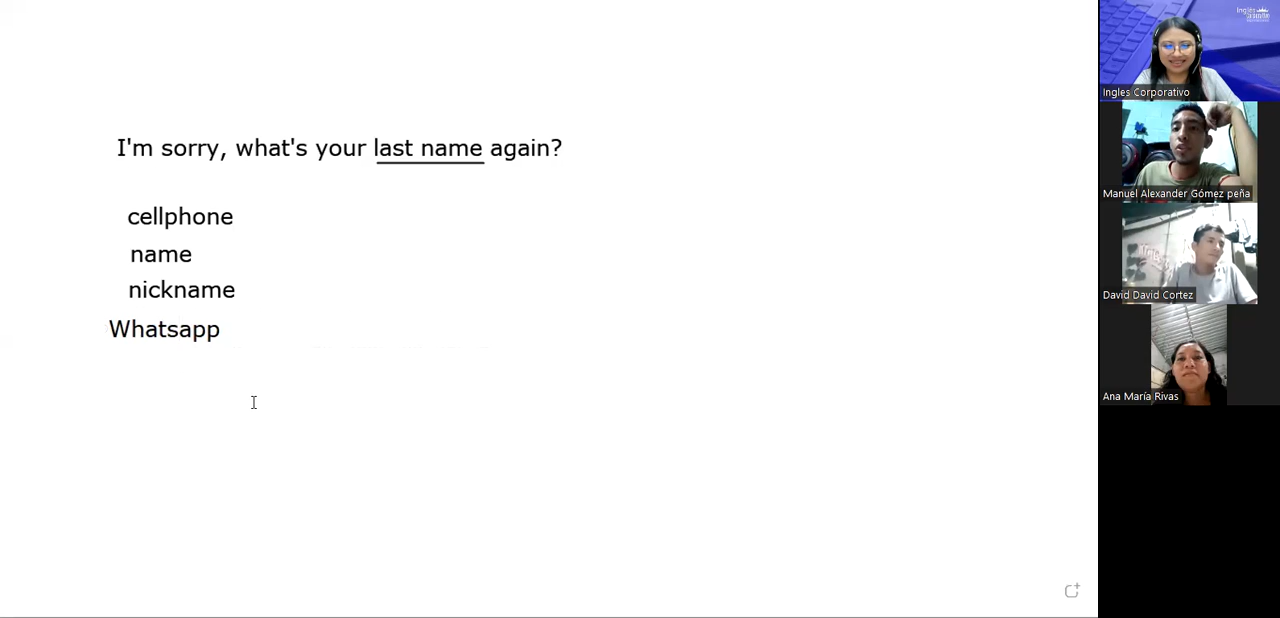 I'm sorry, what's your last name again?
cellphone
name
nickname
Whatsapp
Ingles
Ingles Corporativo
Manuel Alexander Gómez peña
David David Cortez
Ana María Rivas